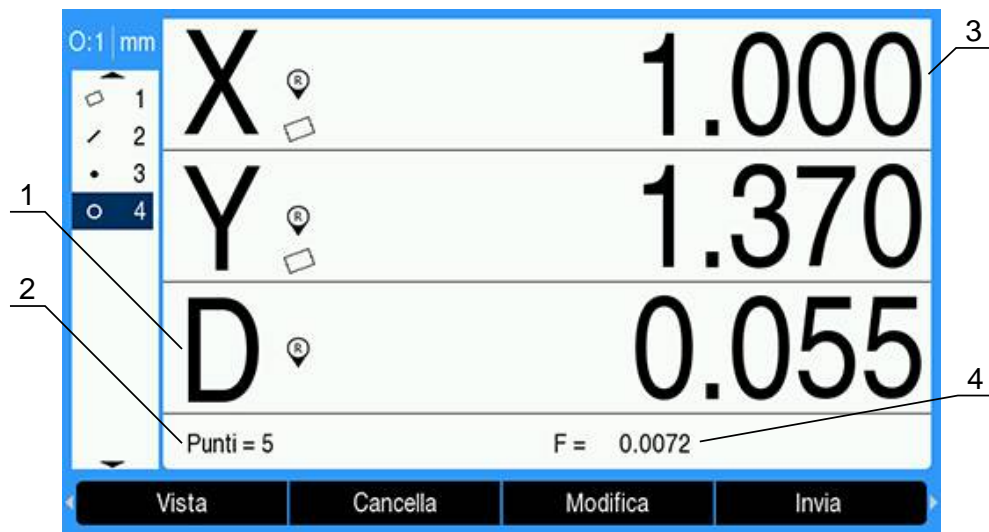 O:1 mm
1
2
3
4
X R 1.000
Y R 1.370
D R 0.055
Punti = 5 F = 0.0072
Vista Cancella Modifica Invia
1
2
3
4